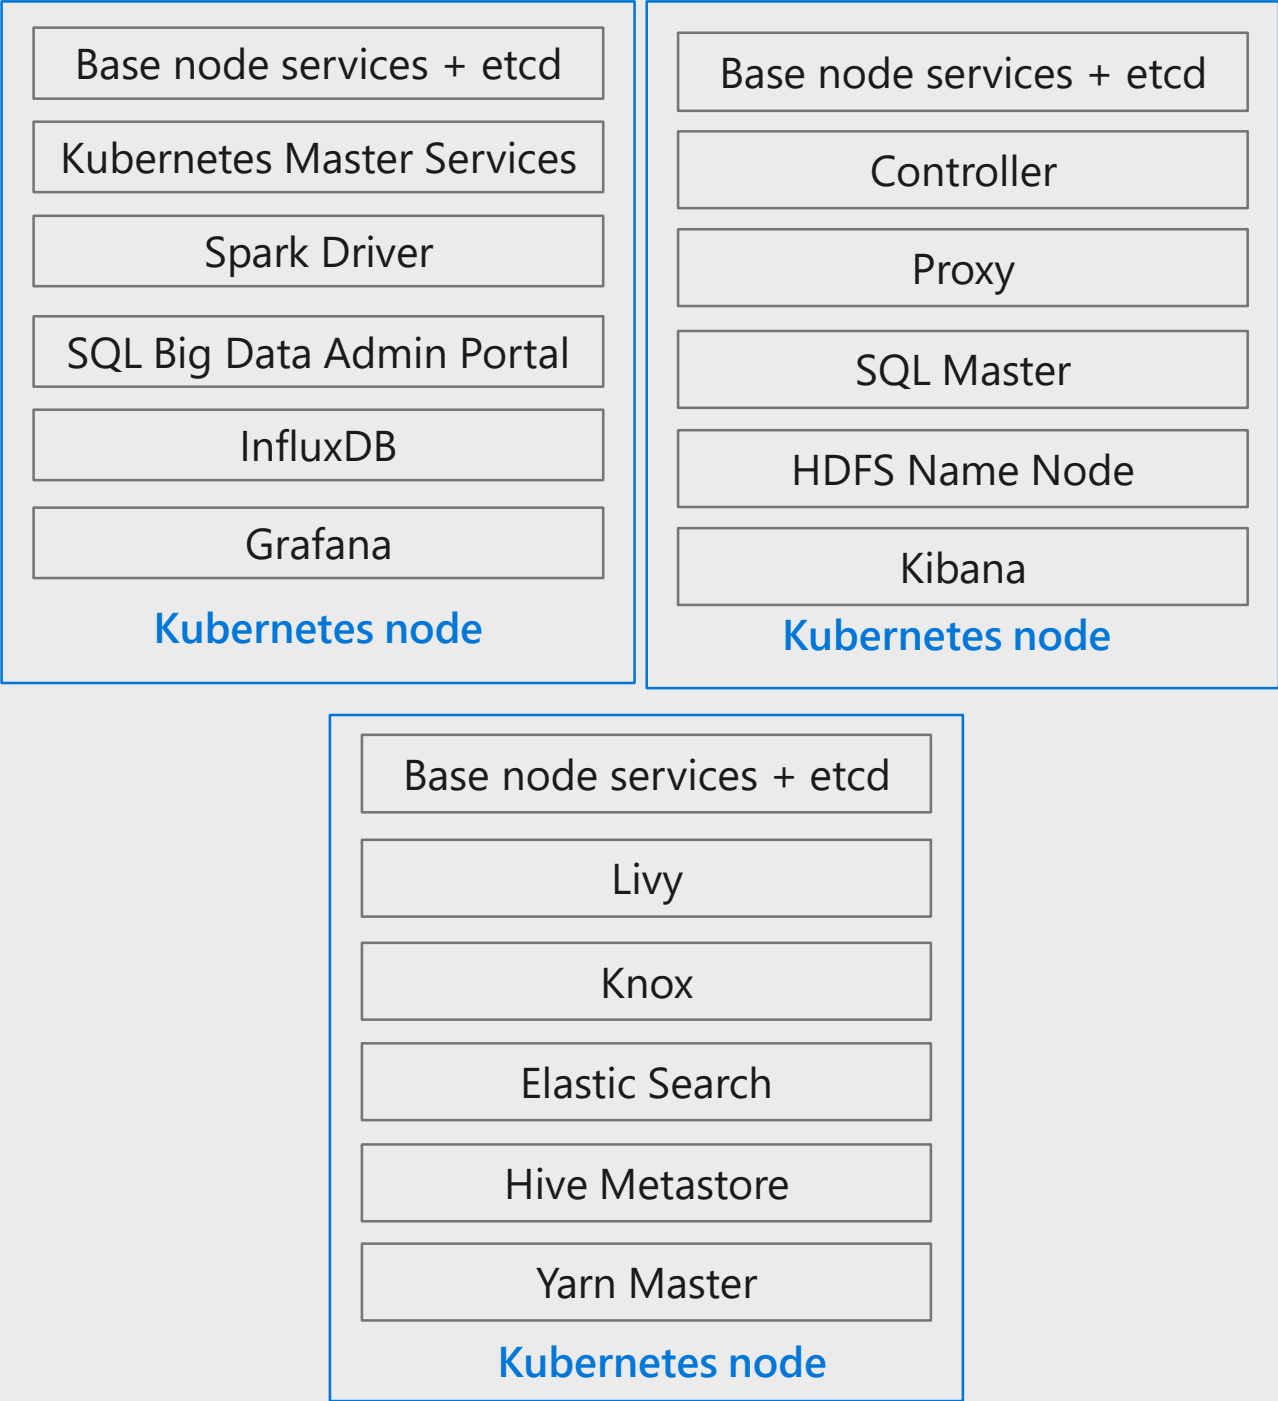 Base node services + etcd
Kubernetes Master Services
Spark Driver
SQL Big Data Admin Portal
InfluxDB
Grafana
Kubernetes node
Base node services + etcd
Controller
Proxy
SQL Master
HDFS Name Node
Kibana
Kubernetes node
Base node services + etcd
Livy
Knox
Elastic Search
Hive Metastore
Yarn Master
Kubernetes node